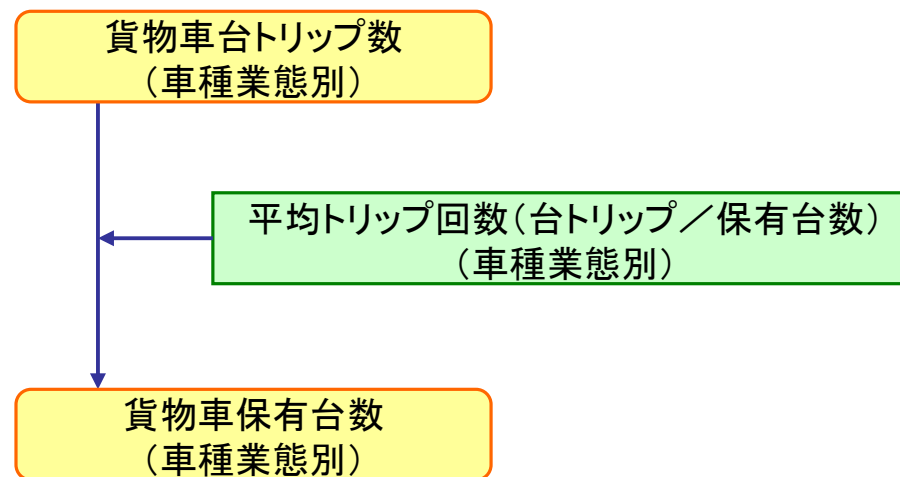 貨物車台トリップ数
（車種業態別）
平均トリップ回数（台トリップ／保有台数）
（車種業態別）
貨物車保有台数
（車種業態別）